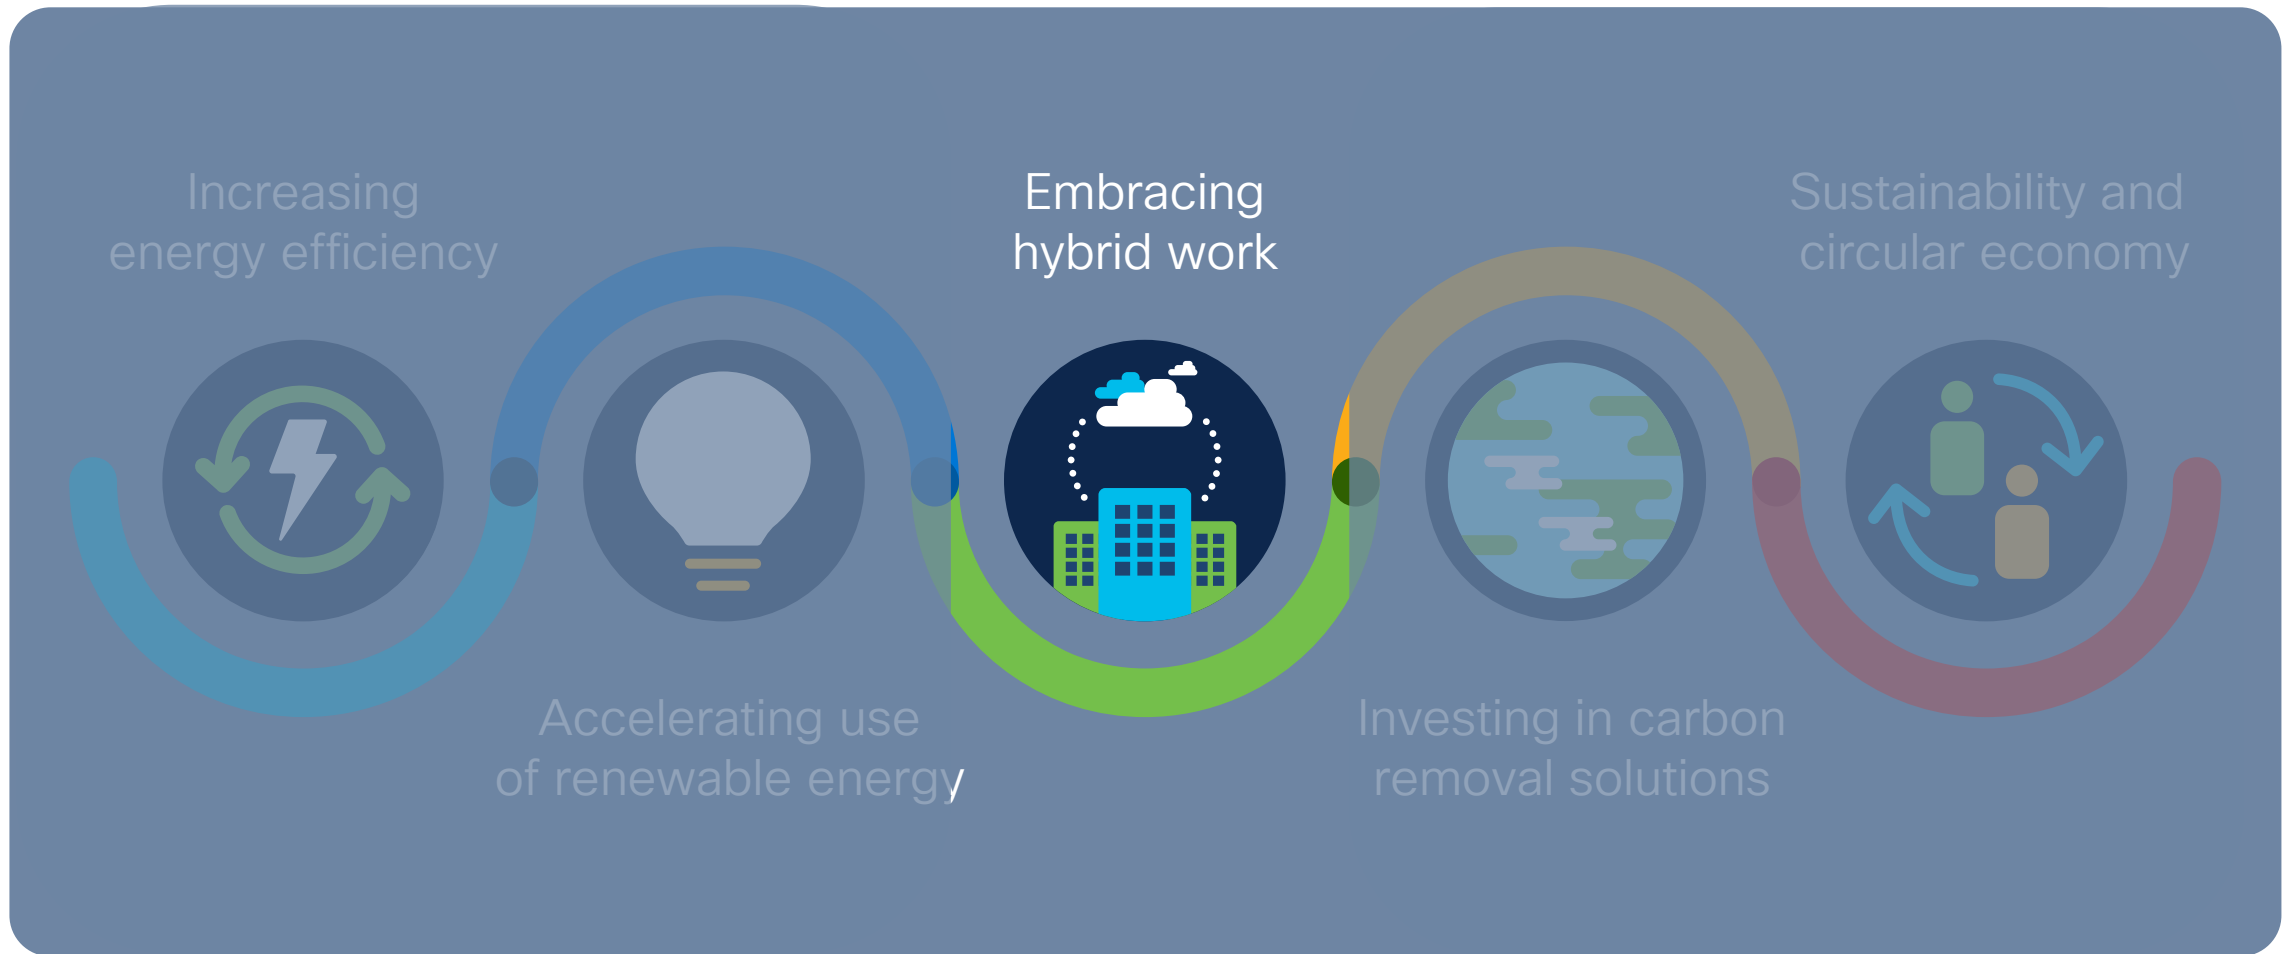 Increasing
energy efficiency
Accelerating use
of renewable energy
Embracing
hybrid work
Investing in carbon
removal solutions
Sustainability and
circular economy